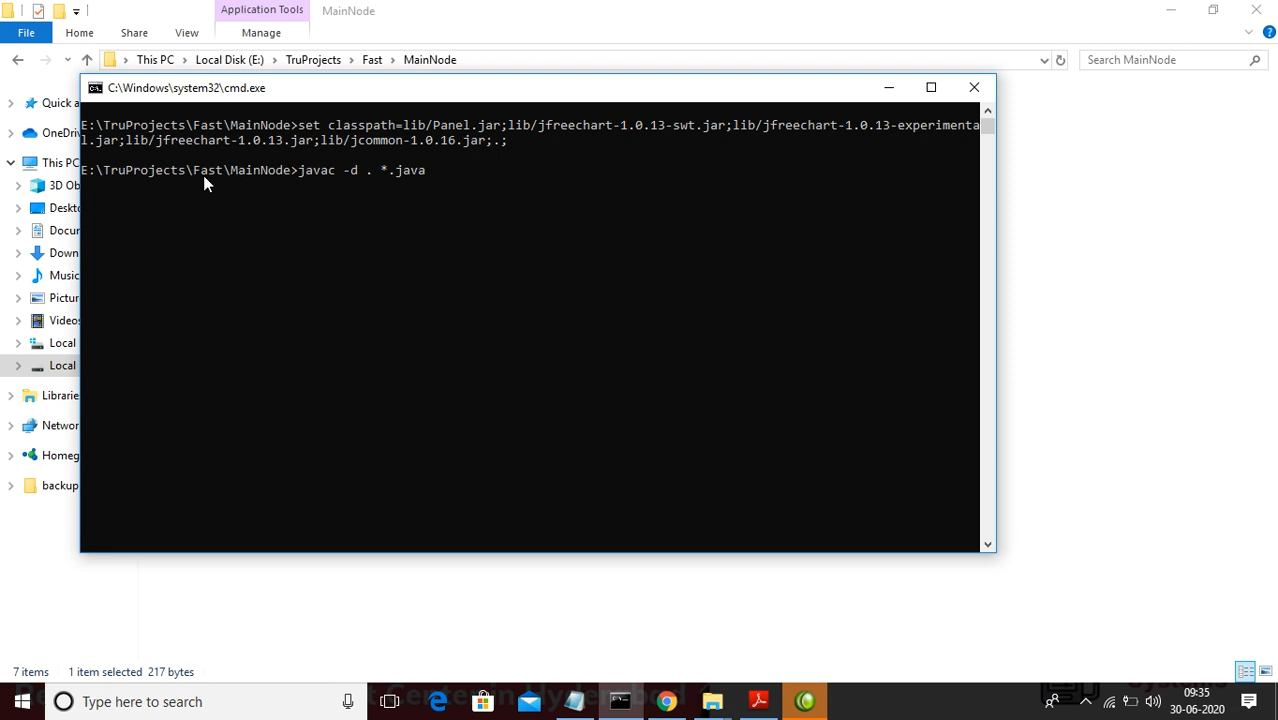 Application Tools
MainNode
File
Home
Share
View
Manage
This PC
Local Disk (E:)
TruProjects
Fast
MainNode
Search MainNode
C:\Windows\system32\cmd.exe
E:\TruProjects\Fast\MainNode>set classpath=lib/Panel.jar;lib/jfreechart-1.0.13-swt.jar;lib/jfreechart-1.0.13-experimenta
l.jar;lib/jfreechart-1.0.13.jar;lib/jcommon-1.0.16.jar;.;
E:\TruProjects\Fast\MainNode>javac -d . *.java
Quick a
OneDriv
This PC
3D Ob
Deskto
Docur
Down
Music
Picture
Videos
Local
Local
Librarie
Networ
Homeg
backup
7 items
1 item selected 217 bytes
Type here to search
09:35
30-06-2020